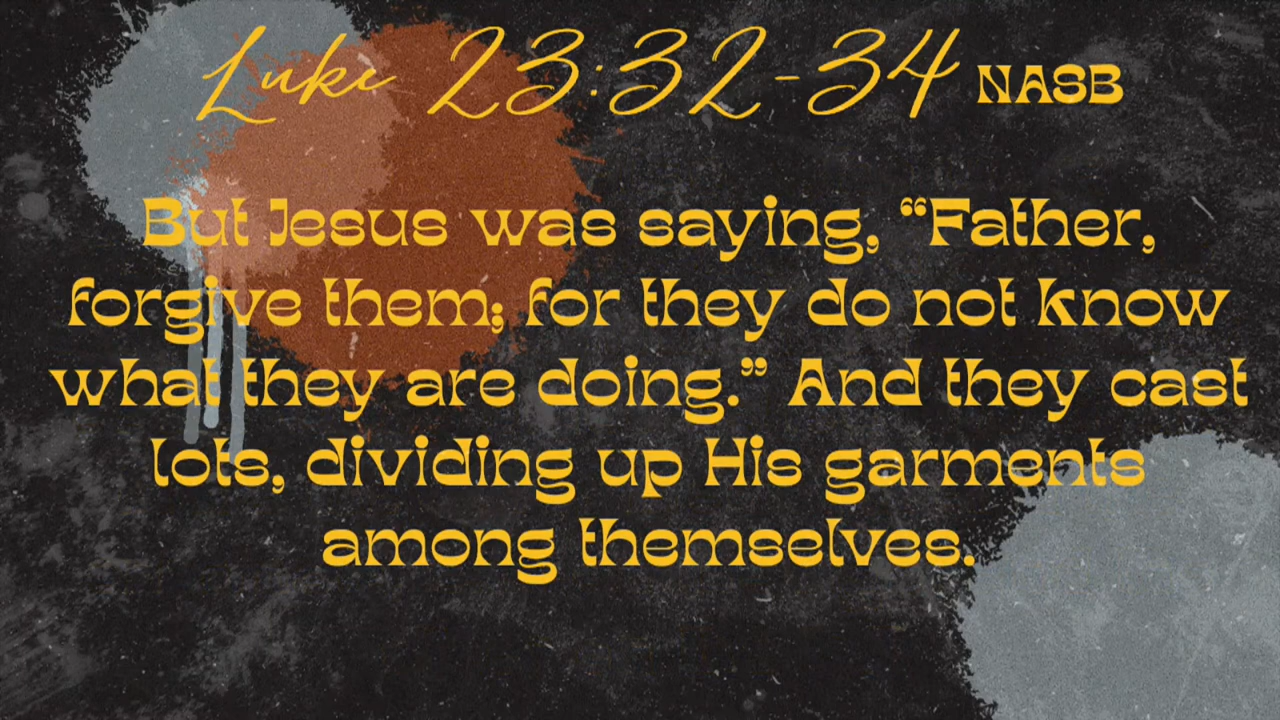 Luke 23:32-34 NASB
But Jesus was saying, “Father,
forgive them; for they do not know
what they are doing.” And they cast
lots, dividing up His garments
among themselves.